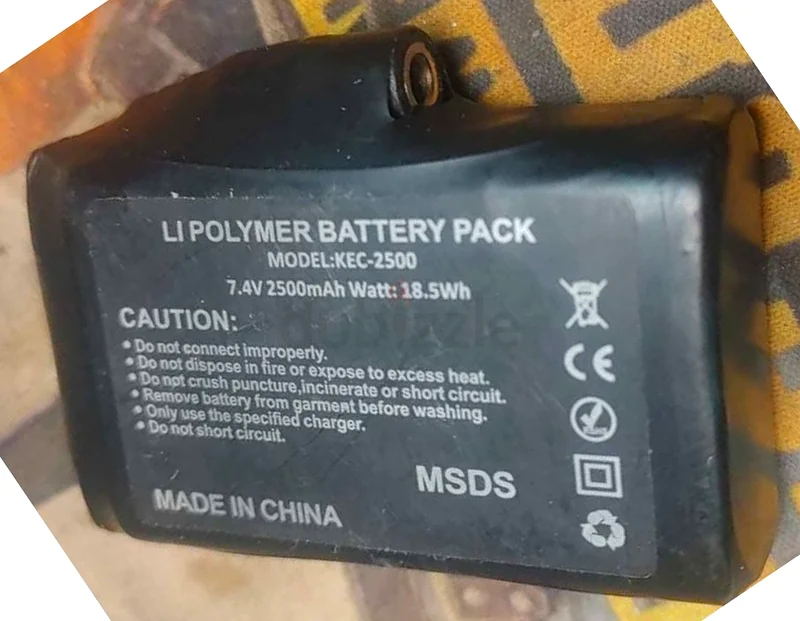 LI POLYMER BATTERY PACK
MODEL:KEC-2500
7.4V 2500mAh Watt: 18.5Wh
CAUTION:
• Do not connect improperly.
• Do not dispose in fire or expose to excess heat.
• Do not crush puncture,incinerate or short circuit.
• Remove battery from garment before washing.
• Only use the specified charger.
• Do not short circuit.
MSDS
MADE IN CHINA
CE
dubizzle